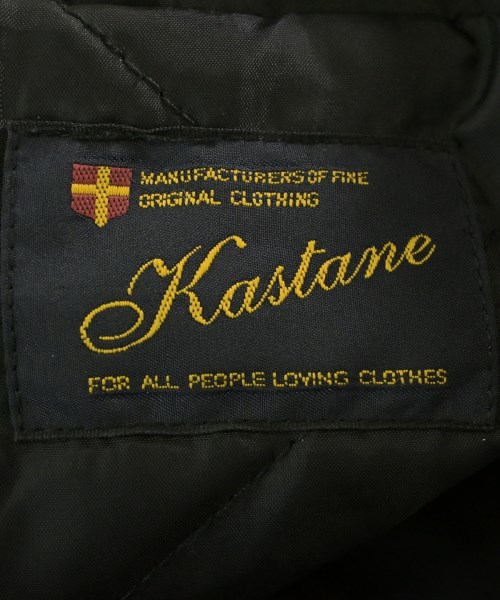 MANUFACTURERS OF FINE
ORIGINAL CLOTHING
Kastane
FOR ALL PEOPLE LOVING CLOTHES